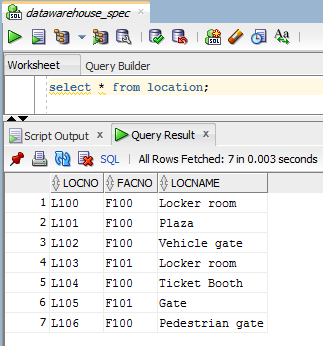 datawarehouse_spec
SQL
Aa
Worksheet Query Builder
select * from location;
Script Output Query Result
SQL All Rows Fetched: 7 in 0.003 seconds
LOCNO FACNO LOCNAME
1 L100 F100 Locker room
2 L101 F100 Plaza
3 L102 F100 Vehicle gate
4 L103 F101 Locker room
5 L104 F100 Ticket Booth
6 L105 F101 Gate
7 L106 F100 Pedestrian gate